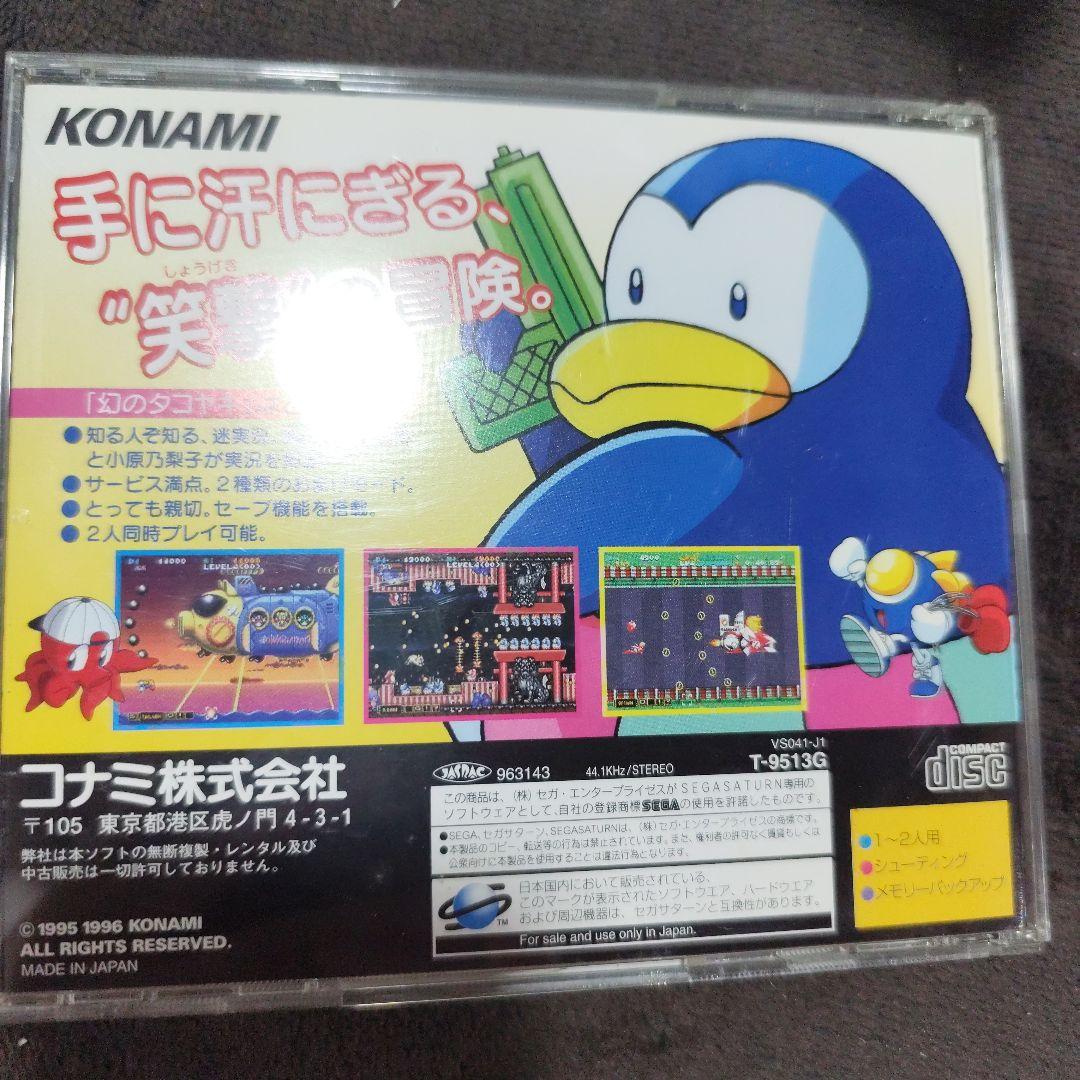 KONAMI
手に汗にぎる、
しょうげき
"笑撃"の冒険。
「幻のタコヤキ
●知る人ぞ知る、迷実況
と小原乃梨子が実況を
●サービス満点。2種類の
●とっても親切。セーブ機能を搭載。
●2人同時プレイ可能。
コナミ株式会社
〒105 東京都港区虎ノ門4-3-1
弊社は本ソフトの無断複製・レンタル及び
中古販売は一切許可しておりません。
©1995 1996 KONAMI
ALL RIGHTS RESERVED.
MADE IN JAPAN
JASRAC 963143
44.1KHz/STEREO
VS041-J1
T-9513G
この商品は、(株)セガ・エンタープライゼスがSEGASATURN専用の
ソフトウェアとして、自社の登録商標SEGAの使用を許諾したものです。
●SEGA、セガサターン、SEGASATURNは、(株)セガ・エンタープライゼスの商標です。
●本製品のコピー、転送等の行為は禁止されています。また、権利者の許可なく賃貸もしくは
公衆向けに本製品を使用することは違法行為となります。
日本国内において販売されている、
このマークが表示されたソフトウエア、ハードウエア
および周辺機器は、セガサターンと互換性があります。
TM
For sale and use only in Japan.
COMPACT
disc
●1〜2人用
●シューティング
●メモリーバックアップ